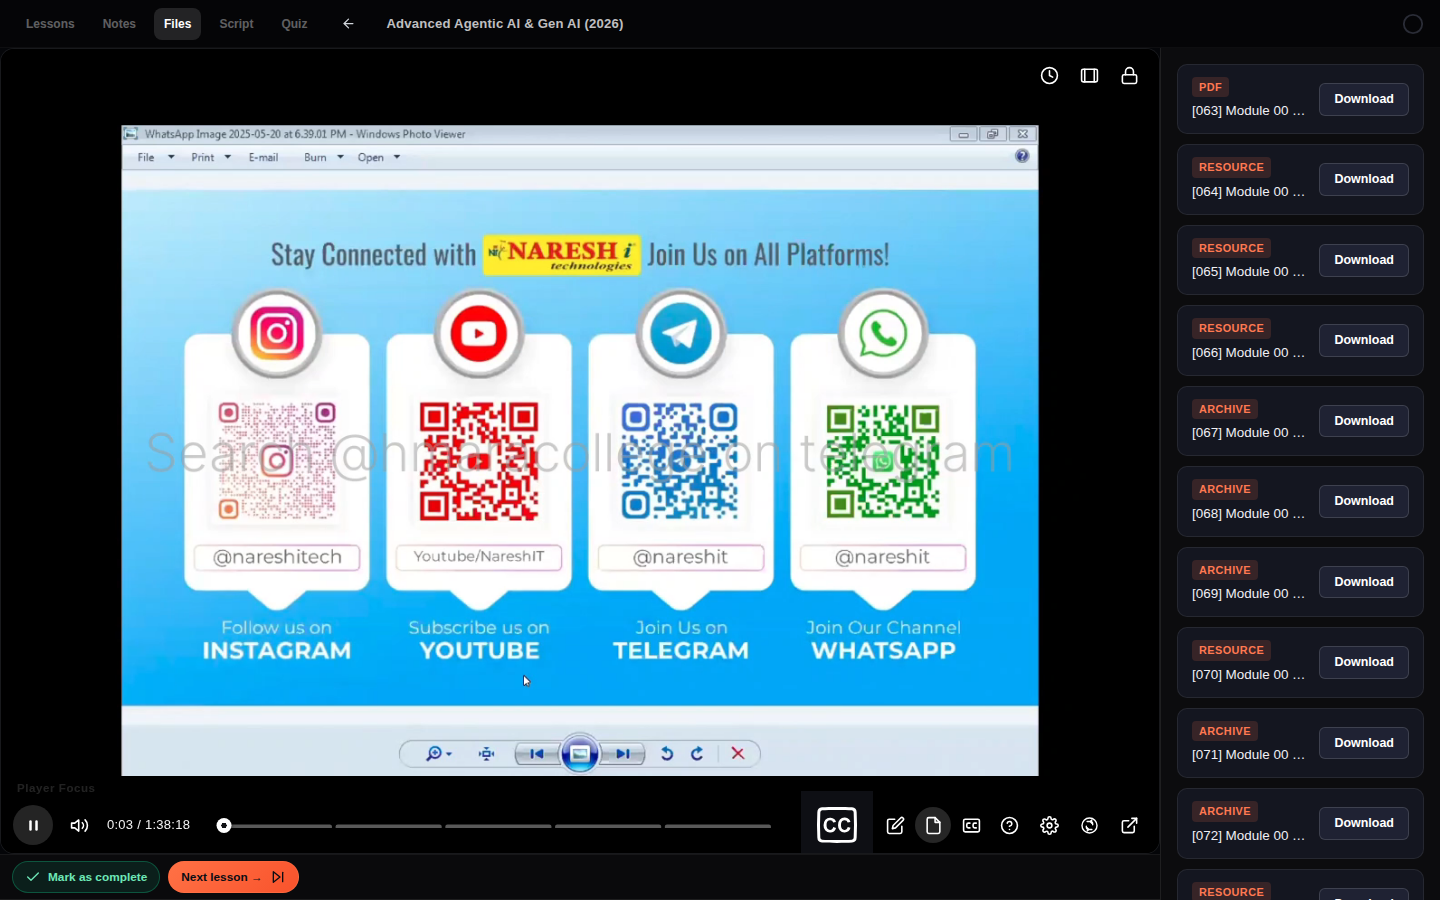 Lessons Notes Files Script Quiz Advanced Agentic AI & Gen AI (2026)
WhatsApp Image 2025-05-20 at 6.39.01 PM - Windows Photo Viewer
File Print E-mail Burn Open
Stay Connected with NARESH i technologies Join Us on All Platforms!
Search @hmaracollege on telegram
@nareshitech
Youtube/NareshIT
@nareshit
@nareshit
Follow us on
INSTAGRAM
Subscribe us on
YOUTUBE
Join Us on
TELEGRAM
Join Our Channel
WHATSAPP
Player Focus
0:03 / 1:38:18
CC
Mark as complete
Next lesson →
PDF
[063] Module 00 ...
Download
RESOURCE
[064] Module 00 ...
Download
RESOURCE
[065] Module 00 ...
Download
RESOURCE
[066] Module 00 ...
Download
ARCHIVE
[067] Module 00 ...
Download
ARCHIVE
[068] Module 00 ...
Download
ARCHIVE
[069] Module 00 ...
Download
RESOURCE
[070] Module 00 ...
Download
ARCHIVE
[071] Module 00 ...
Download
ARCHIVE
[072] Module 00 ...
Download
RESOURCE